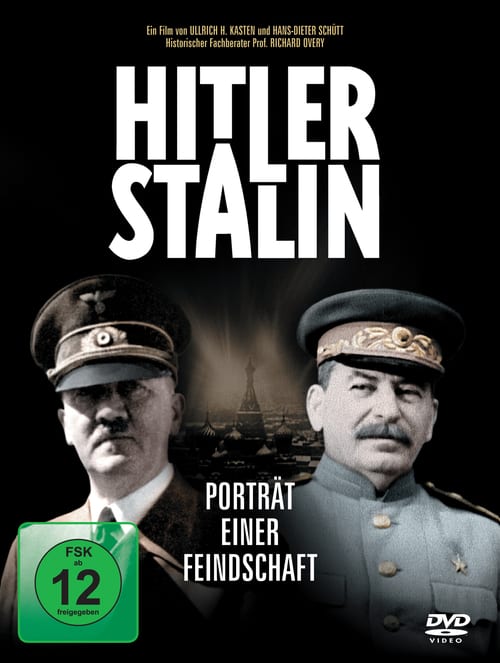 Ein Film von ULLRICH H. KASTEN und HANS-DIETER SCHÜTT
Historischer Fachberater Prof. RICHARD OVERY
HITLER
STALIN
PORTRÄT
EINER
FEINDSCHAFT
FSK
ab
12
freigegeben
DVD
VIDEO